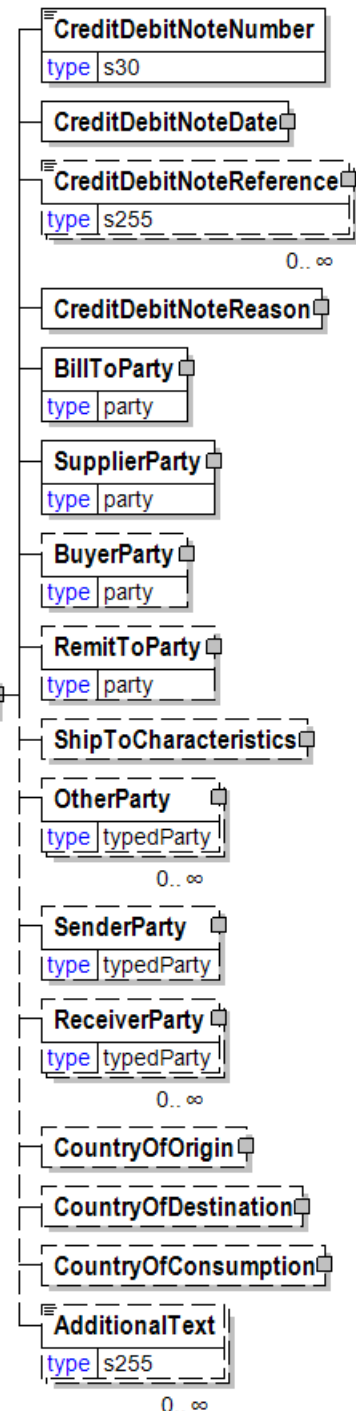 CreditDebitNoteNumber
type s30
CreditDebitNoteDate
CreditDebitNoteReference
type s255
0.. ∞
CreditDebitNoteReason
BillToParty
type party
SupplierParty
type party
BuyerParty
type party
RemitToParty
type party
ShipToCharacteristics
OtherParty
type typedParty
0.. ∞
SenderParty
type typedParty
ReceiverParty
type typedParty
0.. ∞
CountryOfOrigin
CountryOfDestination
CountryOfConsumption
AdditionalText
type s255
0.. ∞